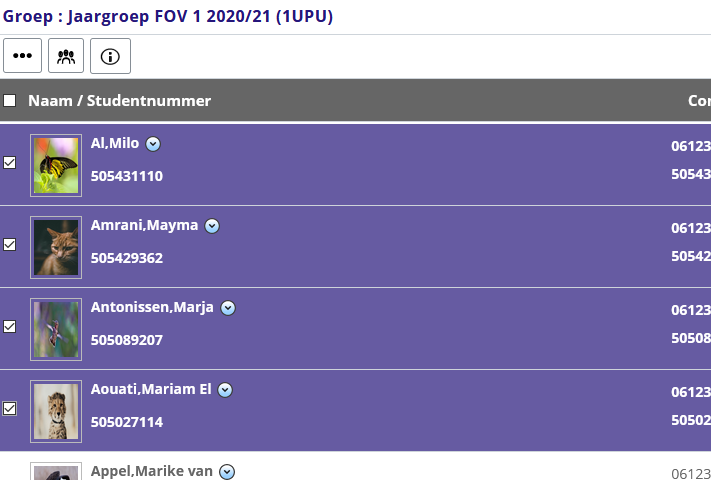 Groep : Jaargroep FOV 1 2020/21 (1UPU)
Naam / Studentnummer Con
Al,Milo 06123
505431110 50543
Amrani,Mayma 06123
505429362 50542
Antonissen,Marja 06123
505089207 50508
Aouati,Mariam El 06123
505027114 50502
Appel,Marike van 06123